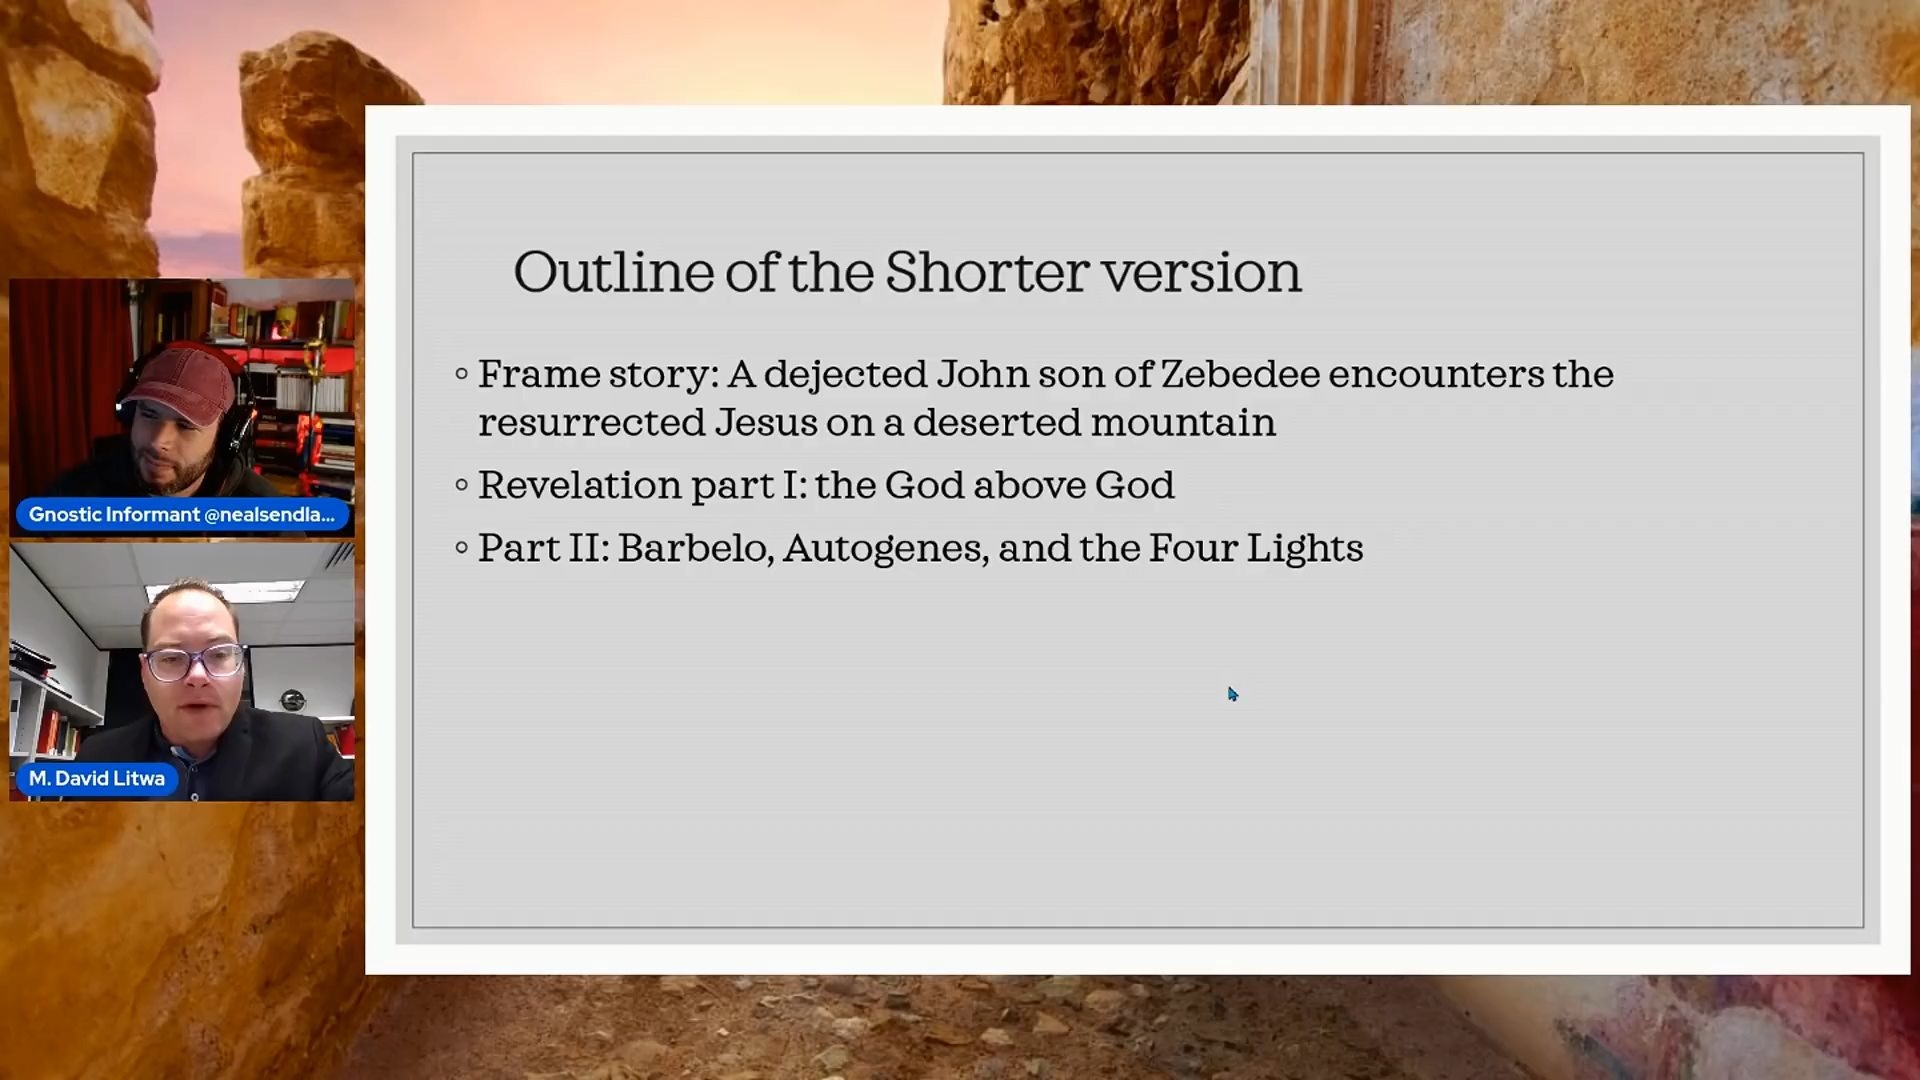 Outline of the Shorter version
◦ Frame story: A dejected John son of Zebedee encounters the
resurrected Jesus on a deserted mountain
◦ Revelation part I: the God above God
◦ Part II: Barbelo, Autogenes, and the Four Lights
Gnostic Informant @nealsendla...
M. David Litwa